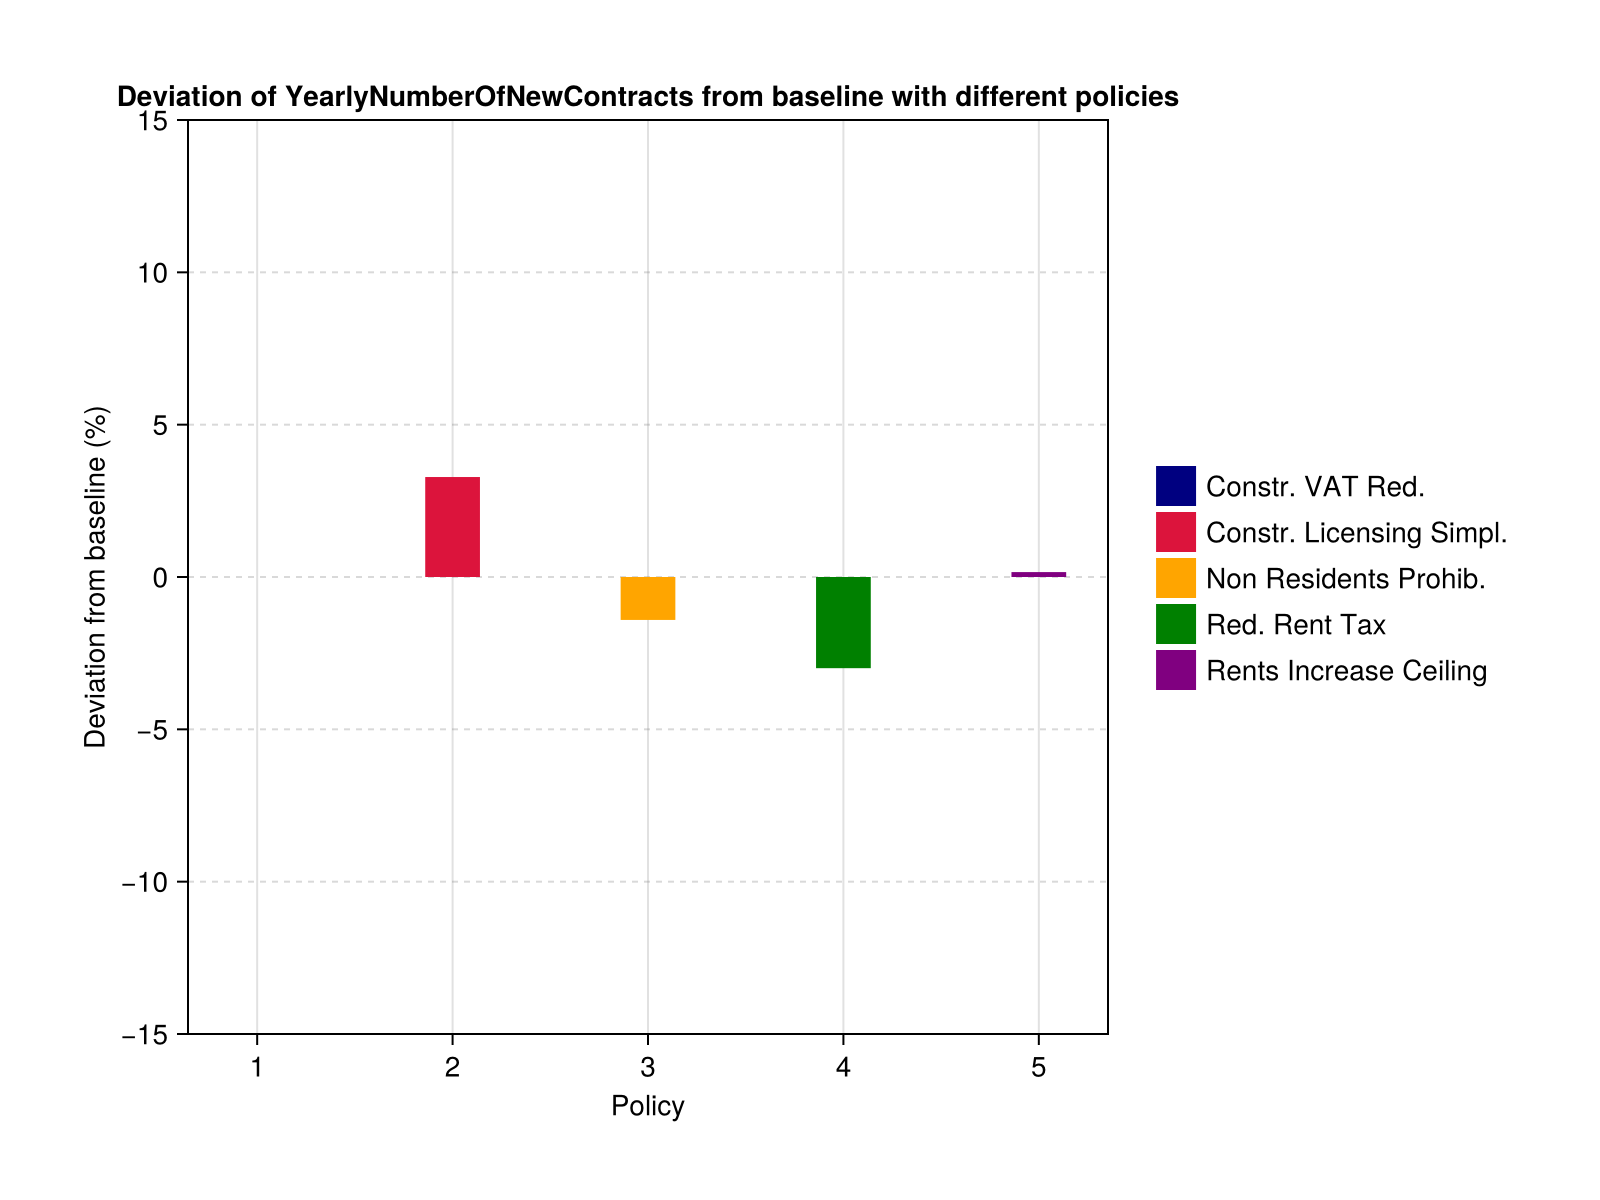 Deviation of YearlyNumberOfNewContracts from baseline with different policies
15
10
5
0
−5
−10
−15
Deviation from baseline (%)
1 2 3 4 5
Policy
Constr. VAT Red.
Constr. Licensing Simpl.
Non Residents Prohib.
Red. Rent Tax
Rents Increase Ceiling